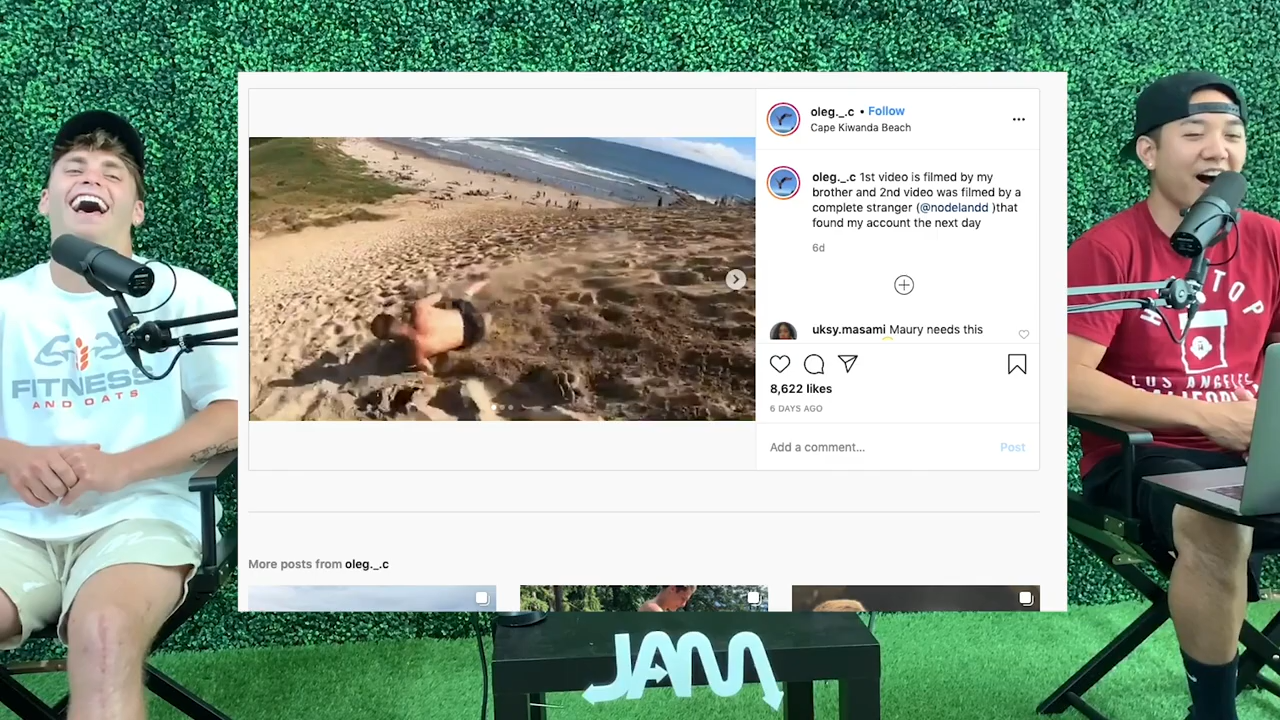 oleg._.c • Follow
Cape Kiwanda Beach
oleg._.c 1st video is filmed by my
brother and 2nd video was filmed by a
complete stranger (@nodelandd )that
found my account the next day
6d
uksy.masami Maury needs this
8,622 likes
6 DAYS AGO
Add a comment... Post
More posts from oleg._.c
FITNESS
AND OATS
LOS ANGELES
JAM